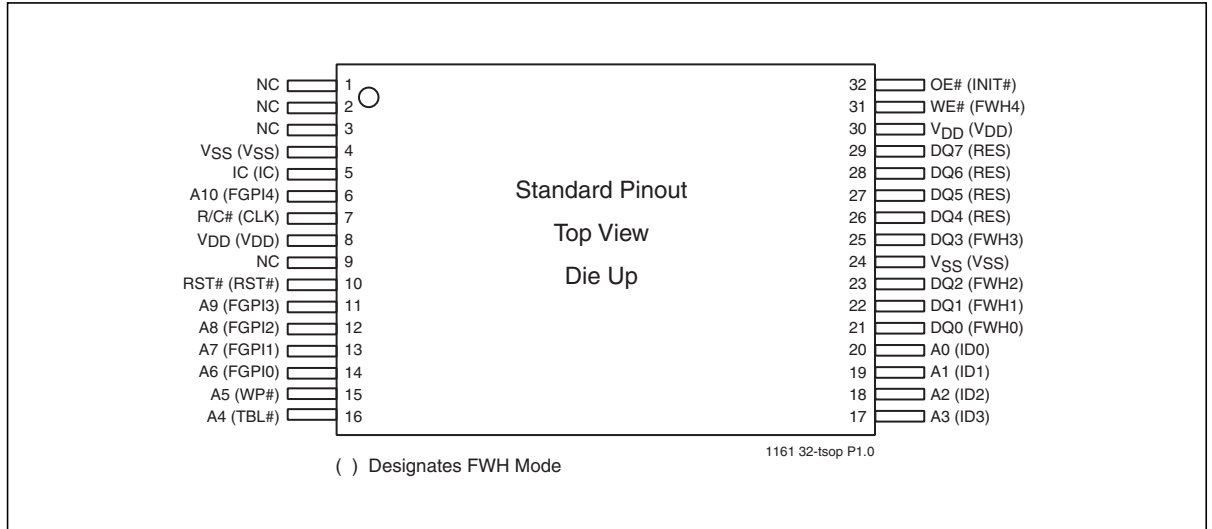 NC 1
NC 2
NC 3
VSS (VSS) 4
IC (IC) 5
A10 (FGPI4) 6
R/C# (CLK) 7
VDD (VDD) 8
NC 9
RST# (RST#) 10
A9 (FGPI3) 11
A8 (FGPI2) 12
A7 (FGPI1) 13
A6 (FGPI0) 14
A5 (WP#) 15
A4 (TBL#) 16
Standard Pinout
Top View
Die Up
32 OE# (INIT#)
31 WE# (FWH4)
30 VDD (VDD)
29 DQ7 (RES)
28 DQ6 (RES)
27 DQ5 (RES)
26 DQ4 (RES)
25 DQ3 (FWH3)
24 VSS (VSS)
23 DQ2 (FWH2)
22 DQ1 (FWH1)
21 DQ0 (FWH0)
20 A0 (ID0)
19 A1 (ID1)
18 A2 (ID2)
17 A3 (ID3)
1161 32-tsop P1.0
( ) Designates FWH Mode